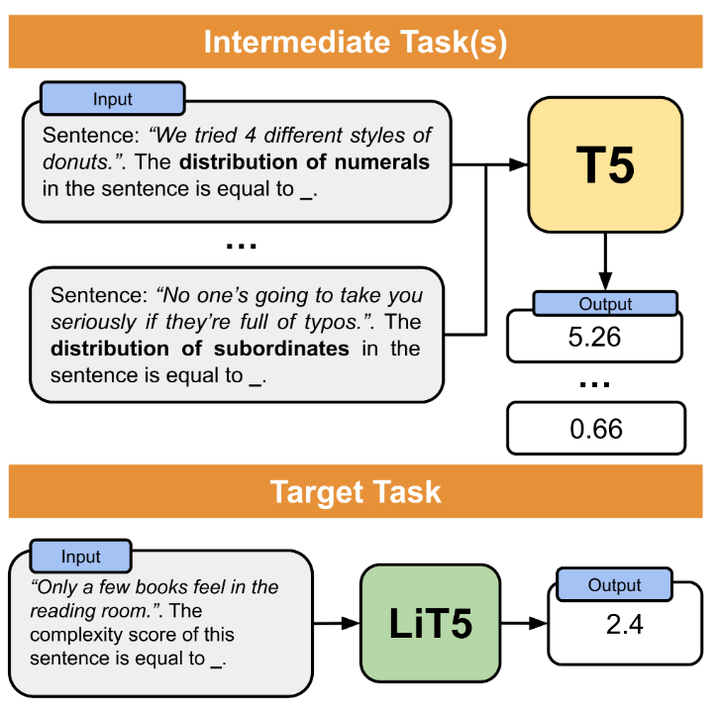 Intermediate Task(s)
Input
Sentence: “We tried 4 different styles of
donuts.”. The distribution of numerals
in the sentence is equal to _.
...
Sentence: “No one’s going to take you
seriously if they’re full of typos.”. The
distribution of subordinates in the
sentence is equal to _.
T5
Output
5.26
...
0.66
Target Task
Input
“Only a few books feel in the
reading room.”. The
complexity score of this
sentence is equal to _.
LiT5
Output
2.4